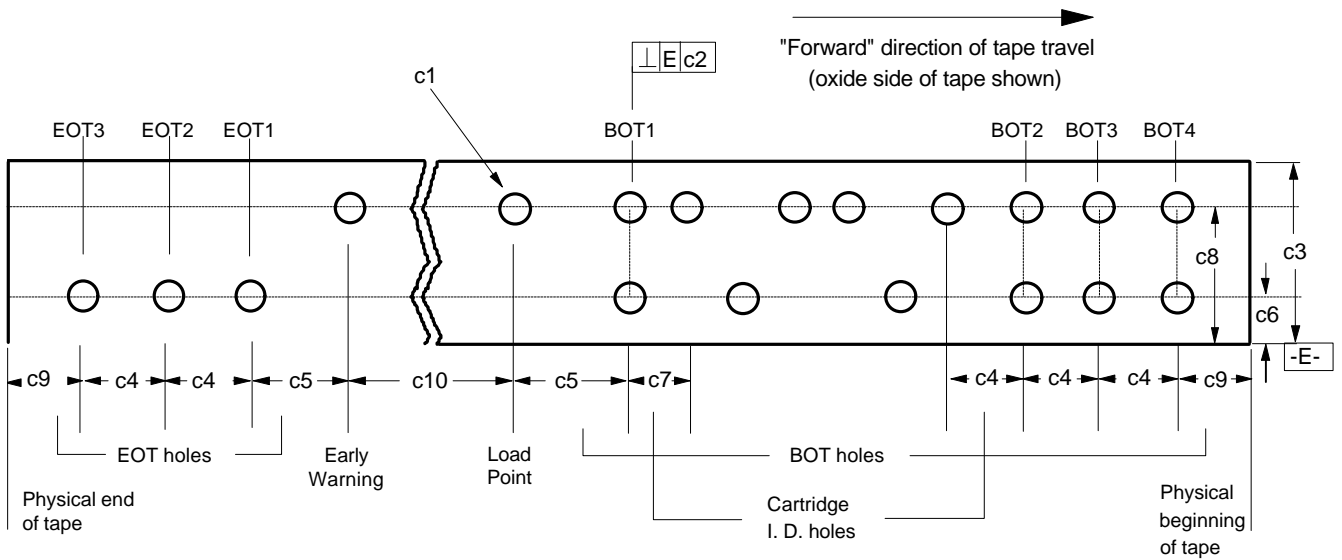 "Forward" direction of tape travel
(oxide side of tape shown)
⊥ E c2
c1
EOT3 EOT2 EOT1 BOT1 BOT2 BOT3 BOT4
c8
c3
c6
-E-
c9 c4 c4 c5 c10 c5 c7 c4 c4 c4 c9
EOT holes
Early
Warning
Load
Point
BOT holes
Physical end
of tape
Cartridge
I. D. holes
Physical
beginning
of tape